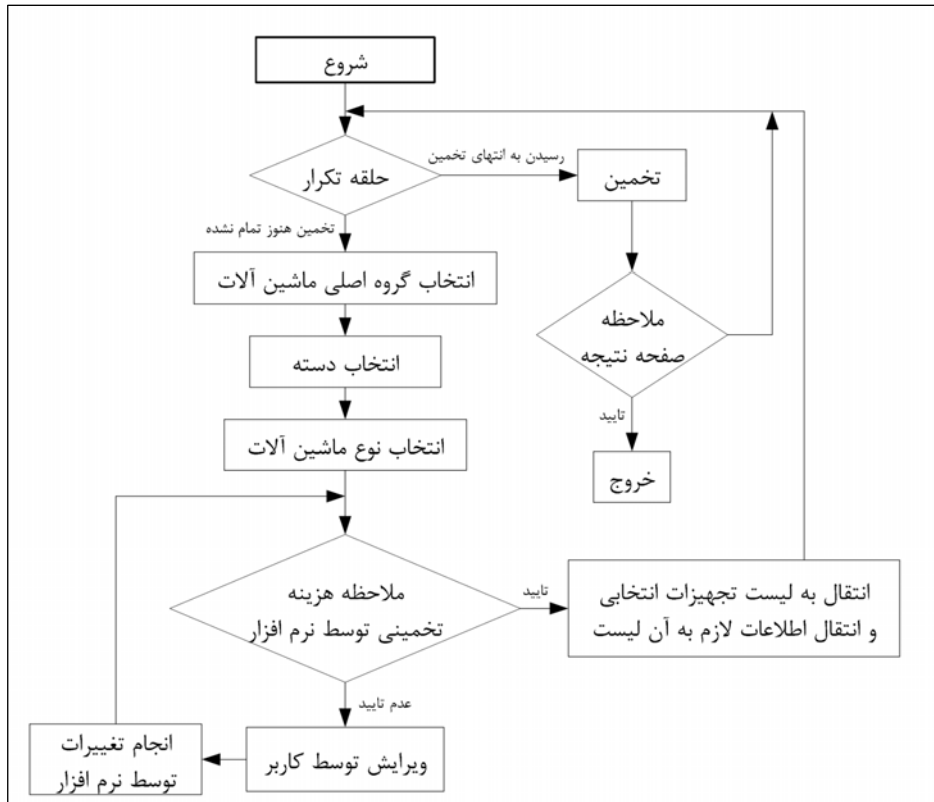 شروع
حلقه تکرار
رسیدن به انتهای تخمین
تخمین
تخمین هنوز تمام نشده
انتخاب گروه اصلی ماشین آلات
ملاحظه
صفحه نتیجه
انتخاب دسته
تایید
انتخاب نوع ماشین آلات
خروج
ملاحظه هزینه
تخمینی توسط نرم افزار
تایید
انتقال به لیست تجهیزات انتخابی
و انتقال اطلاعات لازم به آن لیست
عدم تایید
ویرایش توسط کاربر
انجام تغییرات
توسط نرم افزار